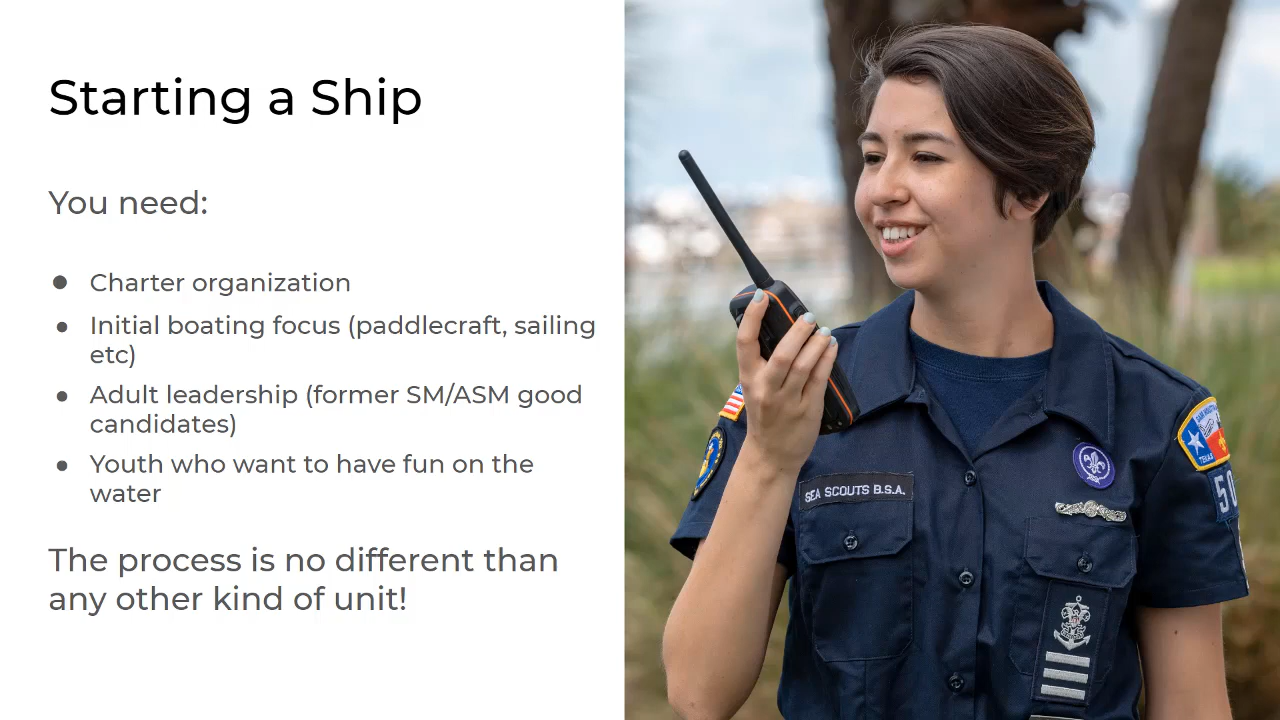 Starting a Ship
You need:
● Charter organization
● Initial boating focus (paddlecraft, sailing
etc)
● Adult leadership (former SM/ASM good
candidates)
● Youth who want to have fun on the
water
The process is no different than
any other kind of unit!
SEA SCOUTS B.S.A.
TEXAS
50